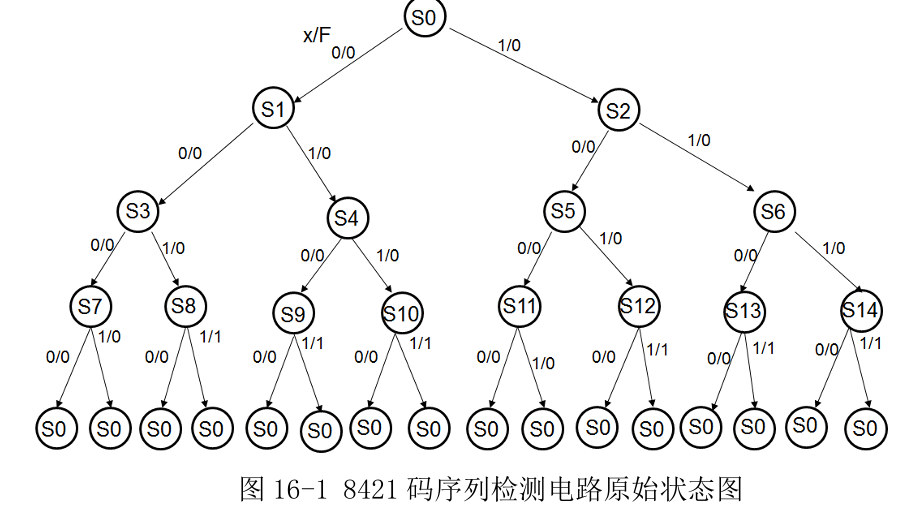 S0
x/F
0/0 1/0
S1 S2
0/0 1/0 0/0 1/0
S3 S4 S5 S6
0/0 1/0 0/0 1/0 0/0 1/0 0/0 1/0
S7 S8 S9 S10 S11 S12 S13 S14
0/0 1/0 0/0 1/1 0/0 1/1 0/0 1/1 0/0 1/0 0/0 1/1 0/0 1/1 0/0 1/1
S0 S0 S0 S0 S0 S0 S0 S0 S0 S0 S0 S0 S0 S0 S0 S0
图 16-1 8421 码序列检测电路原始状态图